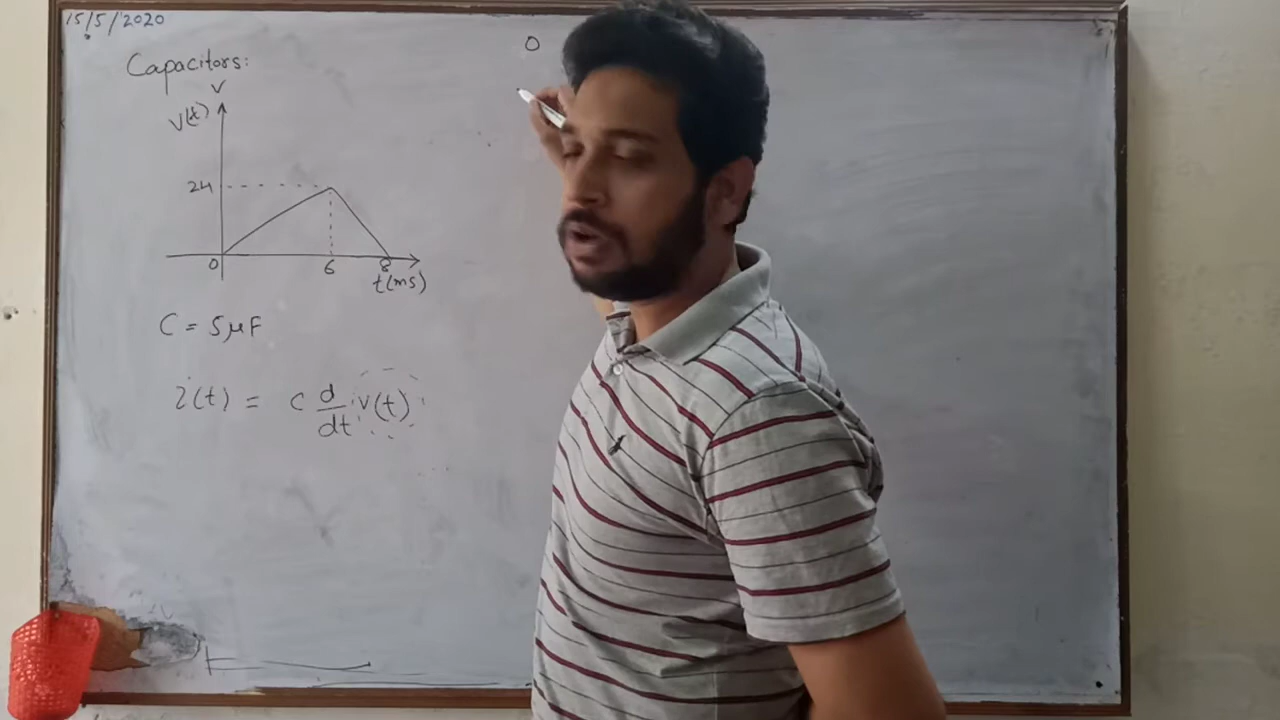 15/5/2020
Capacitors:
V
V(t)
24
0 6 8
t(ms)
C = 5μF
i(t) = C d/dt V(t)
0